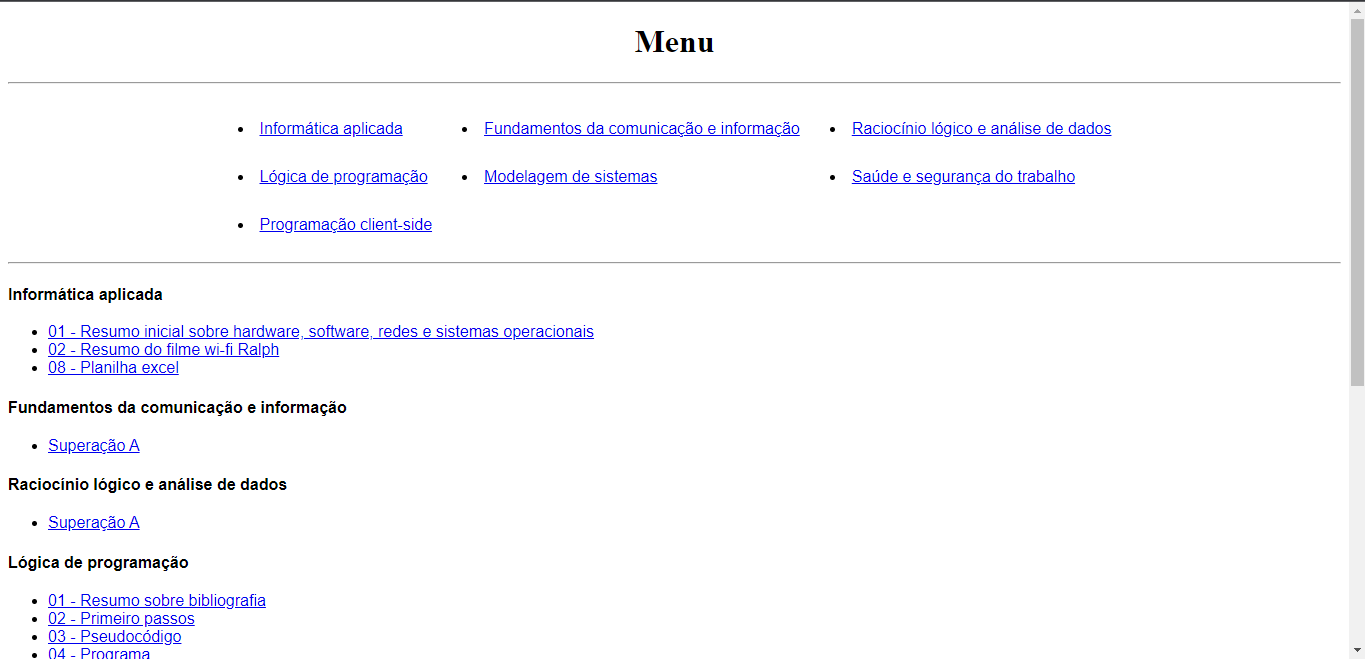 Menu
Informática aplicada Fundamentos da comunicação e informação Raciocínio lógico e análise de dados
Lógica de programação Modelagem de sistemas Saúde e segurança do trabalho
Programação client-side
Informática aplicada
01 - Resumo inicial sobre hardware, software, redes e sistemas operacionais
02 - Resumo do filme wi-fi Ralph
08 - Planilha excel
Fundamentos da comunicação e informação
Superação A
Raciocínio lógico e análise de dados
Superação A
Lógica de programação
01 - Resumo sobre bibliografia
02 - Primeiro passos
03 - Pseudocódigo
04 - Programa